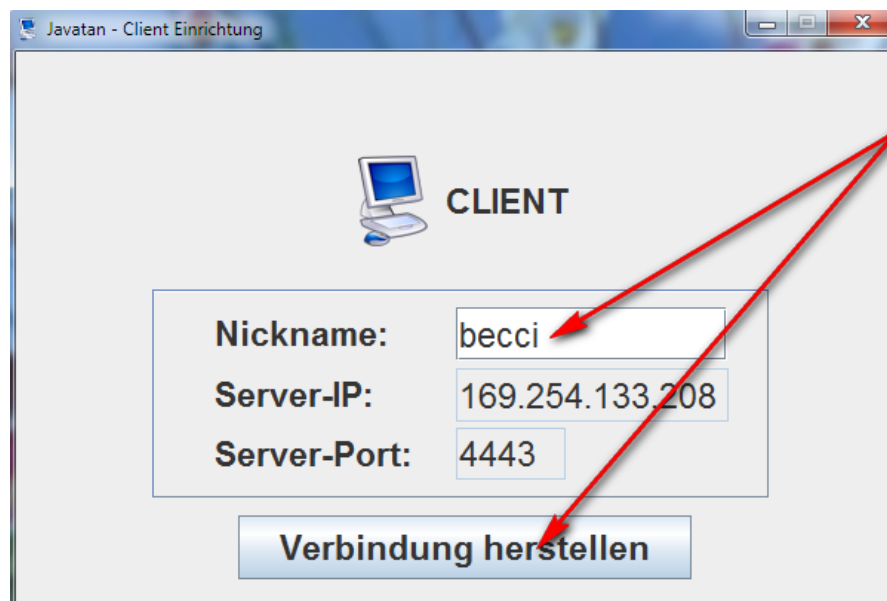 Javatan - Client Einrichtung
CLIENT
Nickname: becci
Server-IP: 169.254.133.208
Server-Port: 4443
Verbindung herstellen